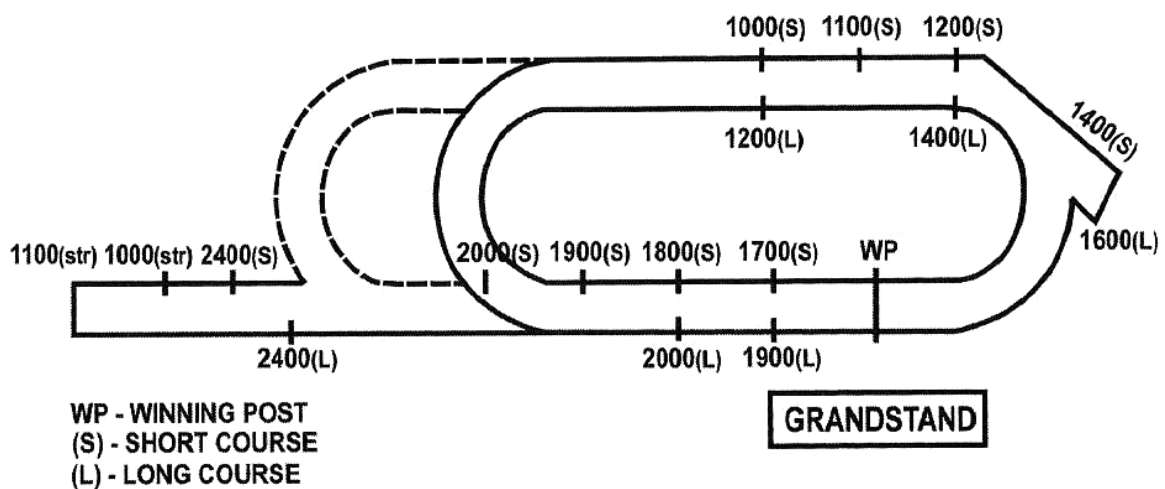 1000(S) 1100(S) 1200(S)
1400(S)
1200(L) 1400(L)
1600(L)
1100(str) 1000(str) 2400(S) 2000(S) 1900(S) 1800(S) 1700(S) WP
2400(L) 2000(L) 1900(L)
WP - WINNING POST
(S) - SHORT COURSE
(L) - LONG COURSE
GRANDSTAND